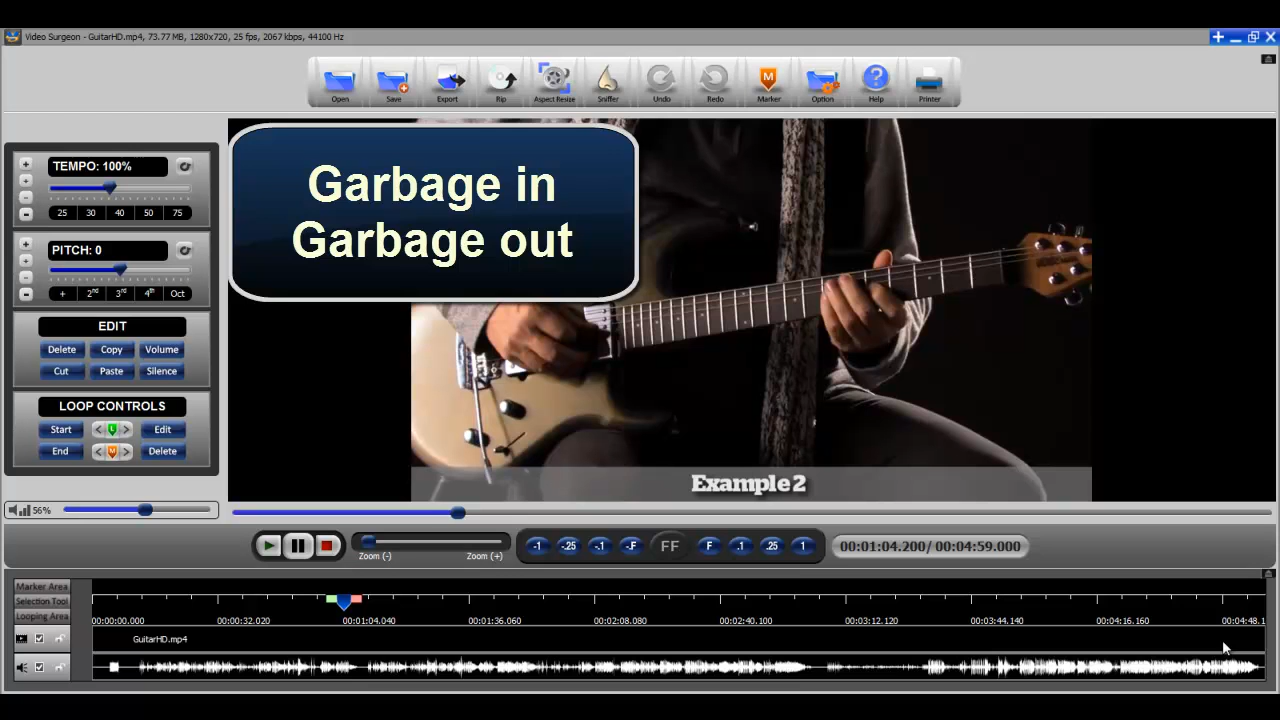 Video Surgeon - GuitarHD.mp4, 73.77 MB, 1280x720, 25 fps, 2067 kbps, 44100 Hz
Open Save Export Rip Aspect Resize Sniffer Undo Redo Marker Option Help Printer
Garbage in
Garbage out
TEMPO: 100%
25 30 40 50 75
PITCH: 0
+ 2nd 3rd 4th Oct
EDIT
Delete Copy Volume
Cut Paste Silence
LOOP CONTROLS
Start < L > Edit
End < M > Delete
Example 2
56%
Zoom (-) Zoom (+)
-1 -.25 -.1 -.F FF F .1 .25 1
00:01:04.200/ 00:04:59.000
Marker Area
Selection Tool
Looping Area
00:00:00.000 00:00:32.020 00:01:04.040 00:01:36.060 00:02:08.080 00:02:40.100 00:03:12.120 00:03:44.140 00:04:16.160 00:04:48.1
GuitarHD.mp4